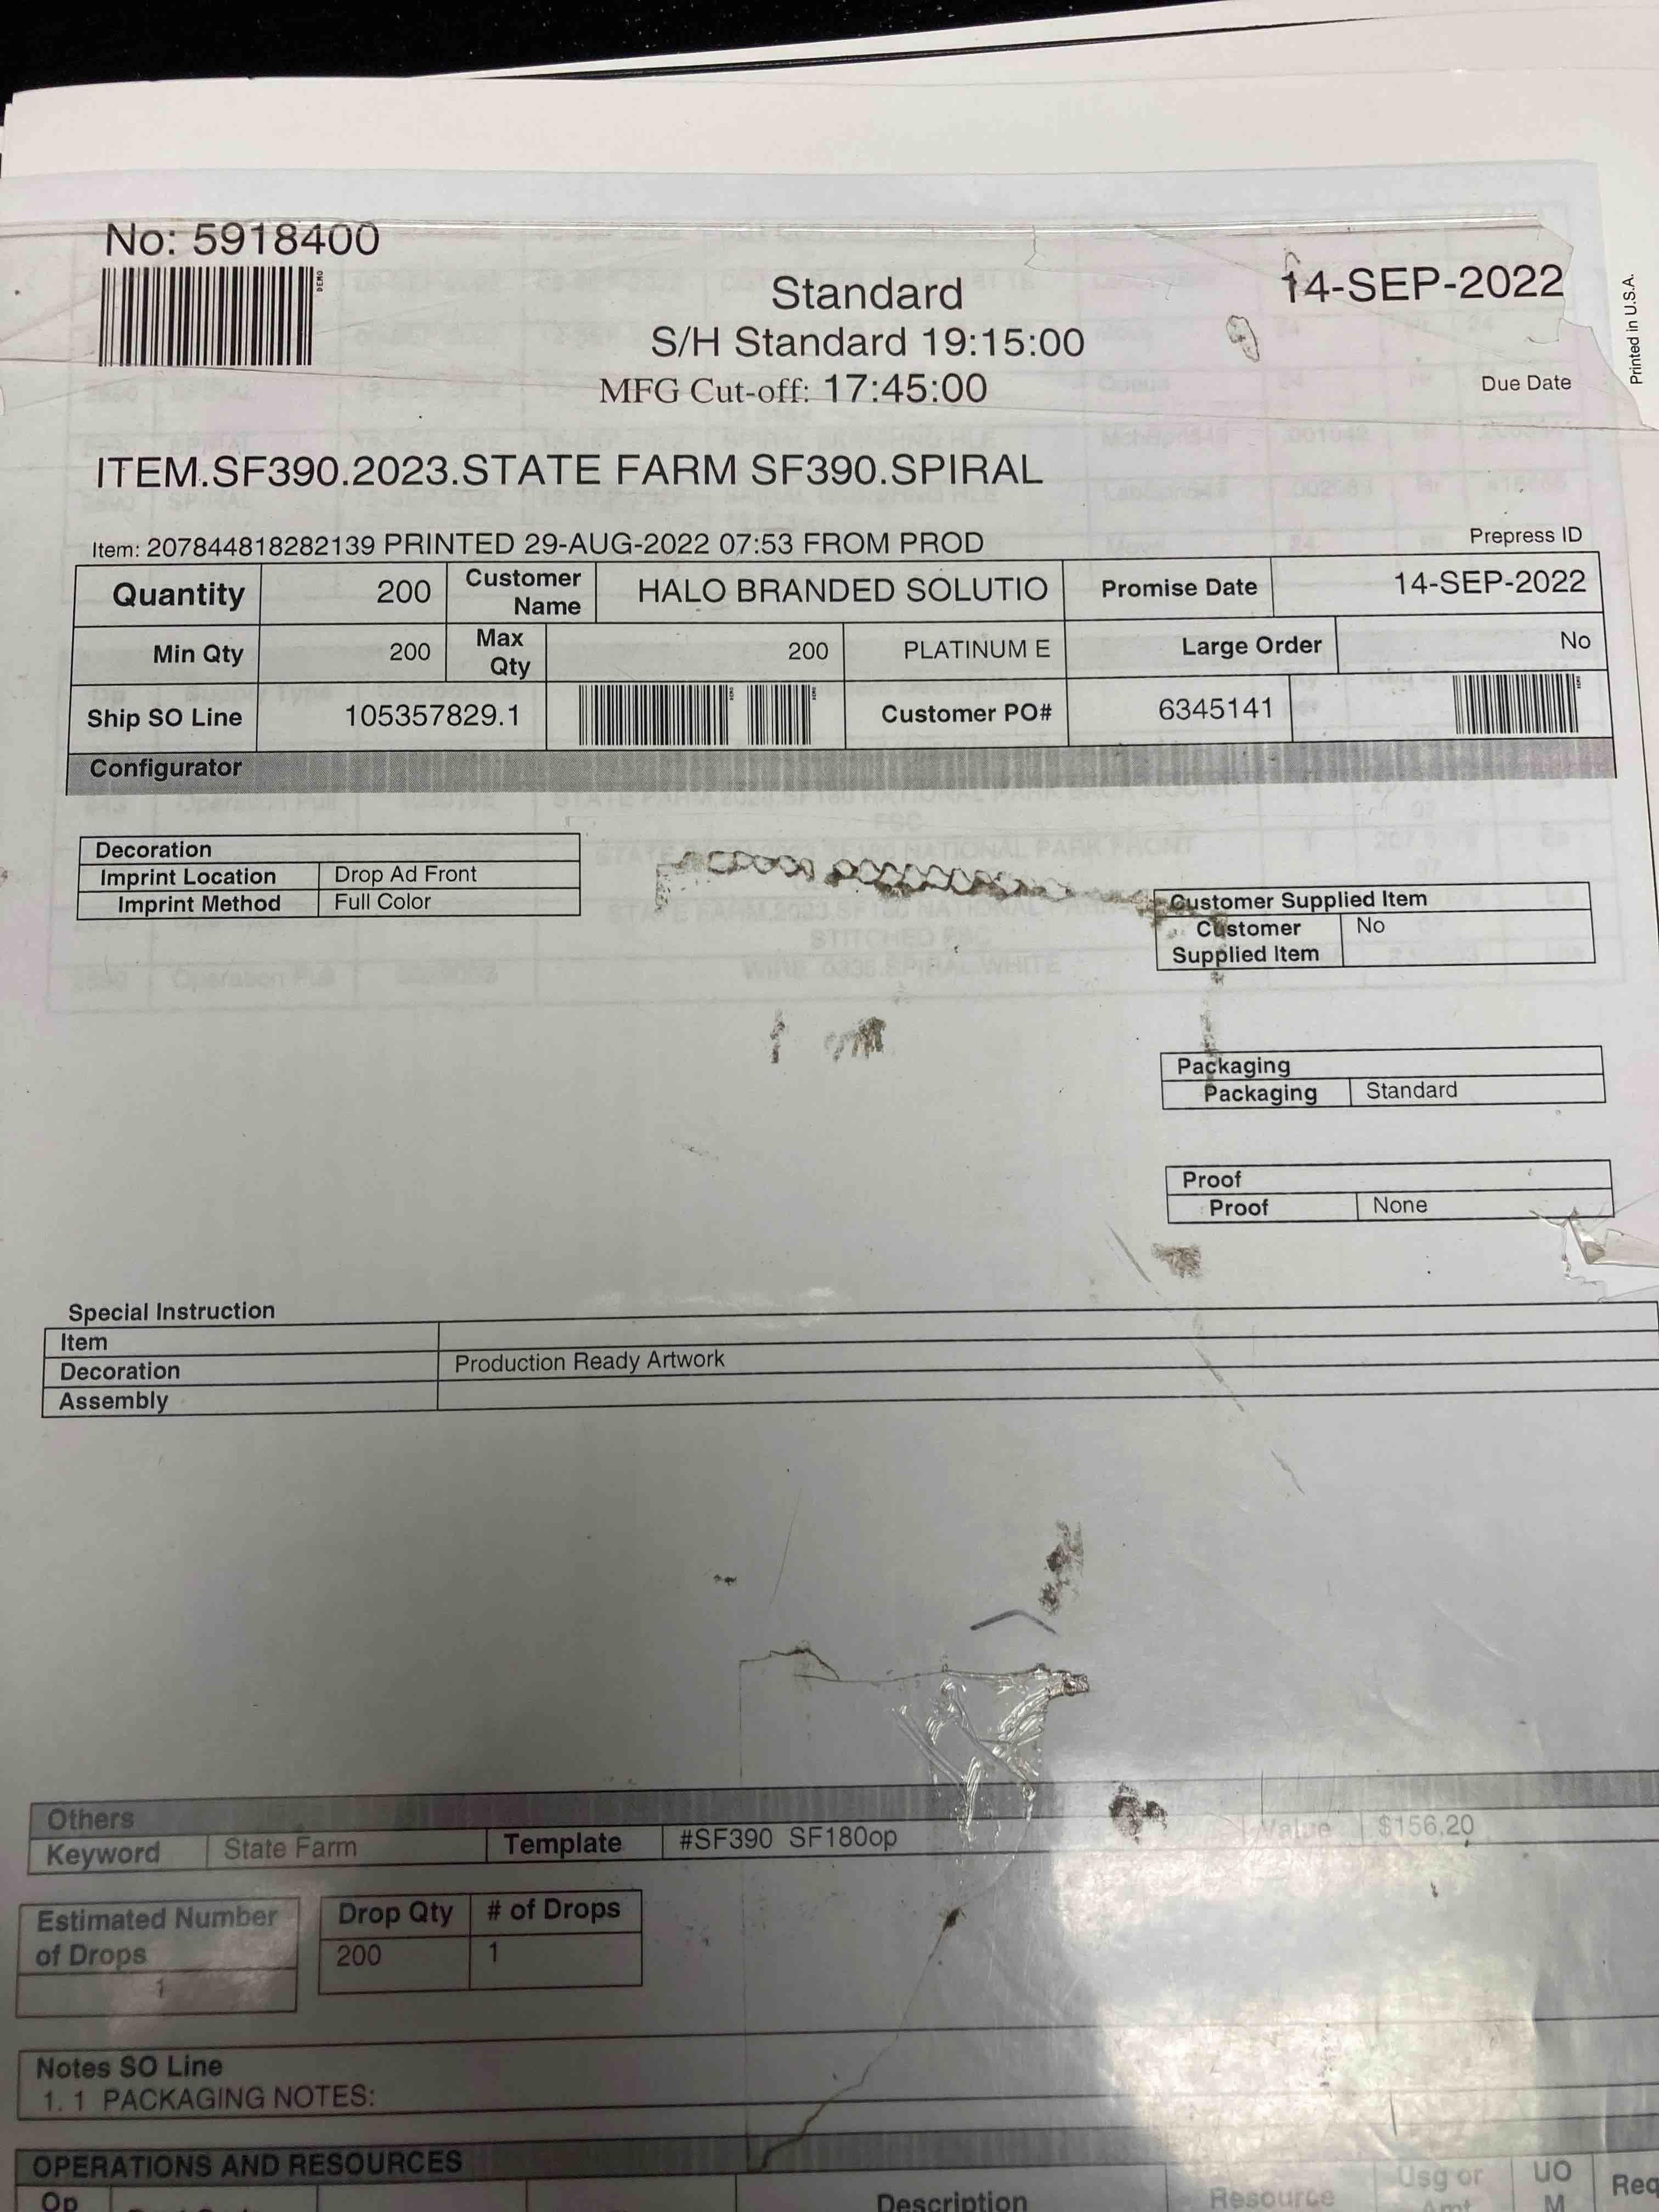 No: 5918400
DEMO
Standard
14-SEP-2022
S/H Standard 19:15:00
MFG Cut-off: 17:45:00
Due Date
Printed in U.S.A.
ITEM.SF390.2023.STATE FARM SF390.SPIRAL
Item: 207844818282139 PRINTED 29-AUG-2022 07:53 FROM PROD
Prepress ID
Quantity 200 Customer Name HALO BRANDED SOLUTIO Promise Date 14-SEP-2022
Min Qty 200 Max Qty 200 PLATINUM E Large Order No
Ship SO Line 105357829.1 Customer PO# 6345141
Configurator
Decoration
Imprint Location Drop Ad Front
Imprint Method Full Color
Customer Supplied Item
Customer Supplied Item No
Packaging
Packaging Standard
Proof
Proof None
Special Instruction
Item
Decoration Production Ready Artwork
Assembly
Others
Keyword State Farm Template #SF390 SF180op Value $156.20
Estimated Number of Drops
1
Drop Qty # of Drops
200 1
Notes SO Line
1. 1 PACKAGING NOTES:
OPERATIONS AND RESOURCES
Op Description Resource Usg or UO M Req